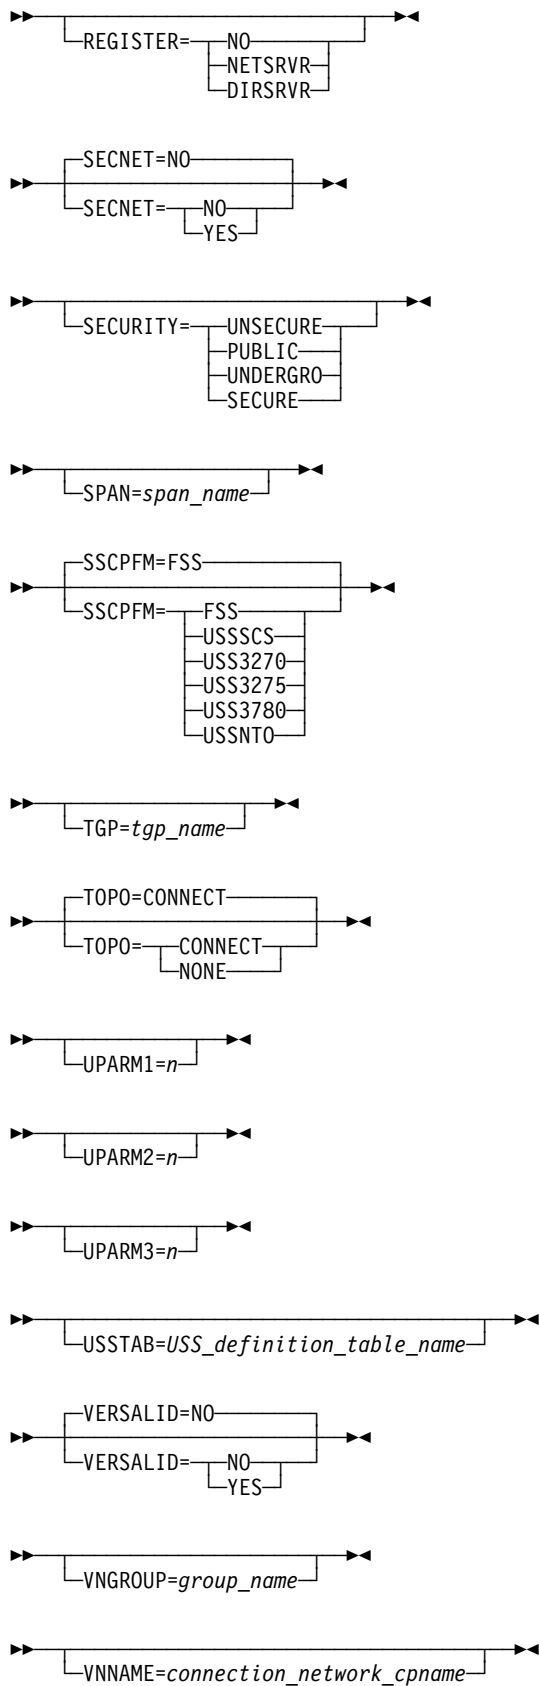 REGISTER= NO
NETSRVR
DIRSRVR
SECNET=NO
SECNET= NO
YES
SECURITY= UNSECURE
PUBLIC
UNDERGRO
SECURE
SPAN=span_name
SSCPFM=FSS
SSCPFM= FSS
USSSCS
USS3270
USS3275
USS3780
USSNTO
TGP=tgp_name
TOPO=CONNECT
TOPO= CONNECT
NONE
UPARM1=n
UPARM2=n
UPARM3=n
USSTAB=USS_definition_table_name
VERSALID=NO
VERSALID= NO
YES
VNGROUP=group_name
VNNAME=connection_network_cpname